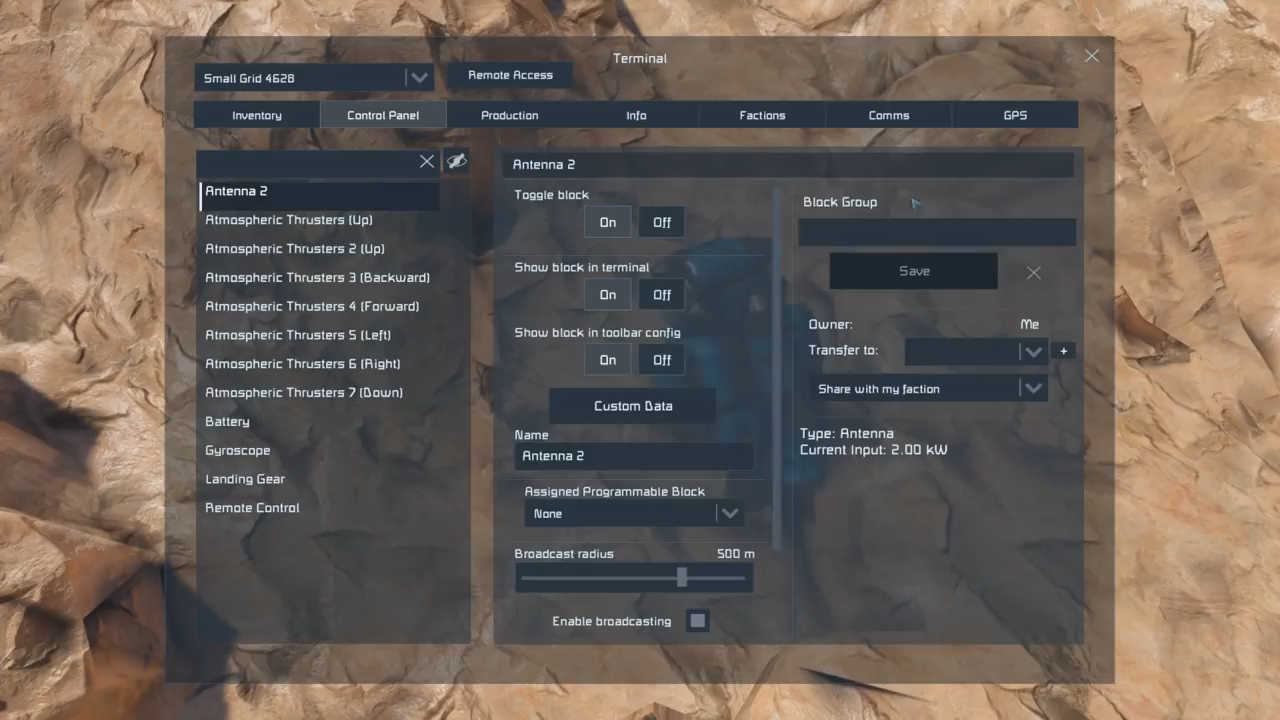 Terminal
Small Grid 4628
Remote Access
Inventory
Control Panel
Production
Info
Factions
Comms
GPS
Antenna 2
Atmospheric Thrusters (Up)
Atmospheric Thrusters 2 (Up)
Atmospheric Thrusters 3 (Backward)
Atmospheric Thrusters 4 (Forward)
Atmospheric Thrusters 5 (Left)
Atmospheric Thrusters 6 (Right)
Atmospheric Thrusters 7 (Down)
Battery
Gyroscope
Landing Gear
Remote Control
Antenna 2
Toggle block
On Off
Show block in terminal
On Off
Show block in toolbar config
On Off
Custom Data
Name
Antenna 2
Assigned Programmable Block
None
Broadcast radius 500 m
Enable broadcasting
Block Group
Save
Owner: Me
Transfer to: +
Share with my faction
Type: Antenna
Current Input: 2.00 kW